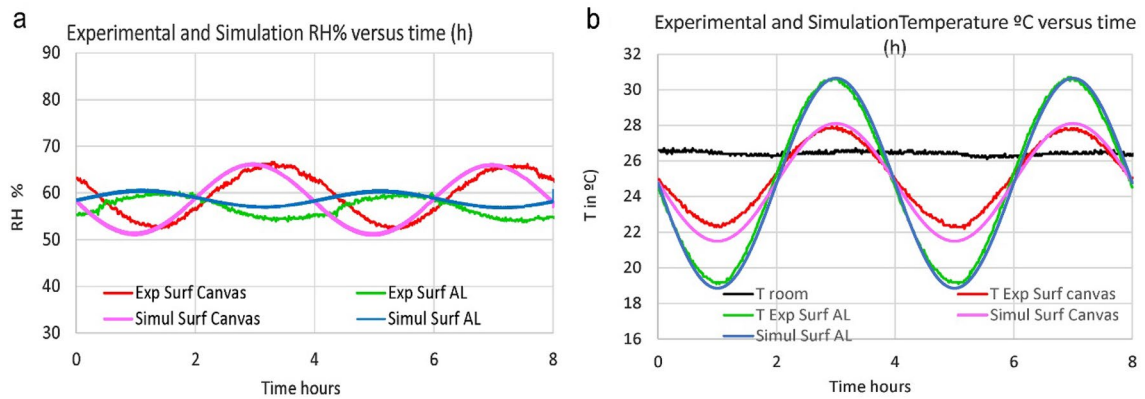 a
Experimental and Simulation RH% versus time (h)
90
80
70
60
50
40
30
RH %
Exp Surf Canvas
Exp Surf AL
Simul Surf Canvas
Simul Surf AL
0
2
4
6
8
Time hours
b
Experimental and SimulationTemperature ºC versus time
(h)
32
30
28
26
24
22
20
18
16
T in ºC)
T room
T Exp Surf canvas
T Exp Surf AL
Simul Surf Canvas
Simul Surf AL
0
2
4
6
8
Time hours